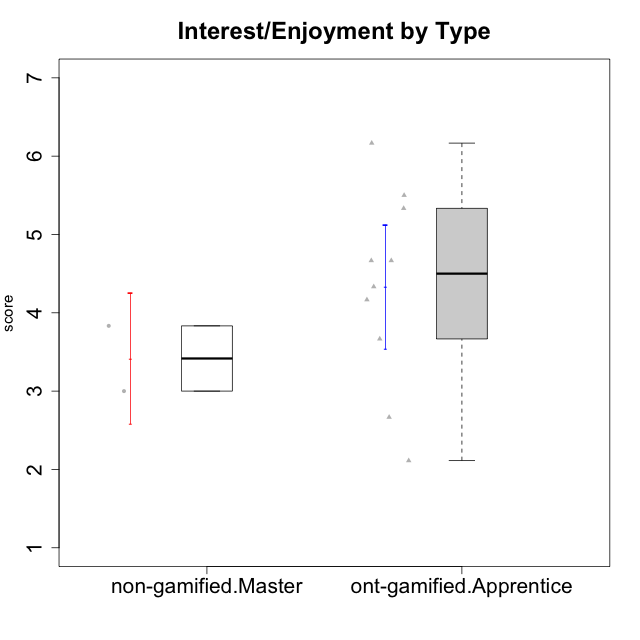 Interest/Enjoyment by Type
7
6
5
4
3
2
1
score
non-gamified.Master
ont-gamified.Apprentice